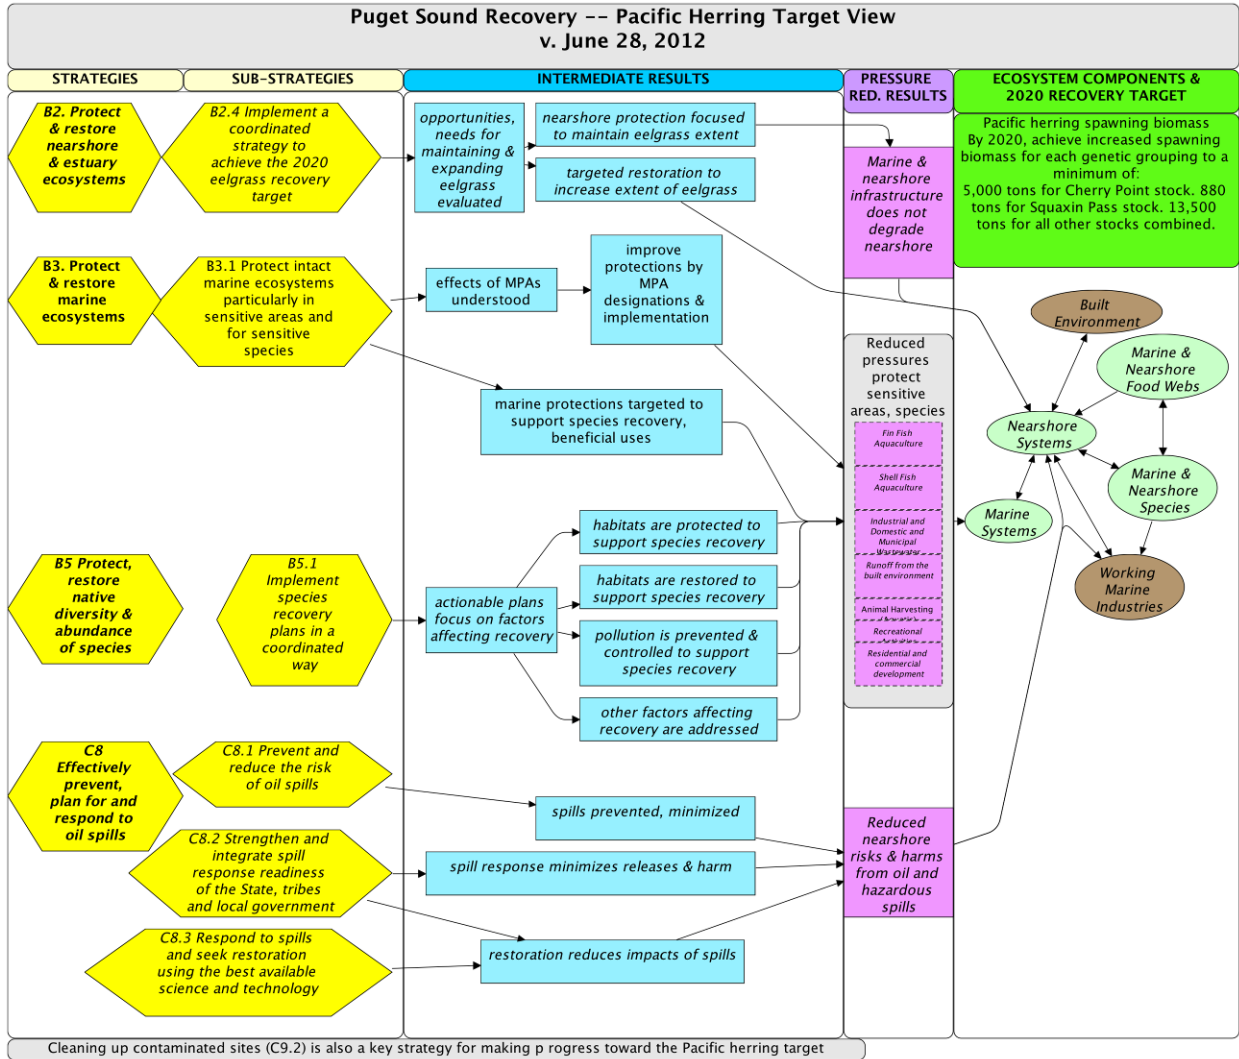 Puget Sound Recovery -- Pacific Herring Target View
v. June 28, 2012
STRATEGIES
SUB-STRATEGIES
INTERMEDIATE RESULTS
PRESSURE
RED. RESULTS
ECOSYSTEM COMPONENTS &
2020 RECOVERY TARGET
B2. Protect
& restore
nearshore
& estuary
ecosystems
B2.4 Implement a
coordinated
strategy to
achieve the 2020
eelgrass recovery
target
opportunities,
needs for
maintaining &
expanding
eelgrass
evaluated
nearshore protection focused
to maintain eelgrass extent
targeted restoration to
increase extent of eelgrass
Marine &
nearshore
infrastructure
does not
degrade
nearshore
Pacific herring spawning biomass
By 2020, achieve increased spawning
biomass for each genetic grouping to a
minimum of:
5,000 tons for Cherry Point stock. 880
tons for Squaxin Pass stock. 13,500
tons for all other stocks combined.
B3. Protect
& restore
marine
ecosystems
B3.1 Protect intact
marine ecosystems
particularly in
sensitive areas and
for sensitive
species
effects of MPAs
understood
improve
protections by
MPA
designations &
implementation
marine protections targeted to
support species recovery,
beneficial uses
Reduced
pressures
protect
sensitive
areas, species
Fin Fish
Aquaculture
Shell Fish
Aquaculture
Industrial and
Domestic and
Municipal
Wastewater
Runoff from the
built environment
Animal Harvesting
Recreational
Residential and
commercial
development
Built
Environment
Marine &
Nearshore
Food Webs
Nearshore
Systems
Marine &
Nearshore
Species
Marine
Systems
Working
Marine
Industries
B5 Protect,
restore
native
diversity &
abundance
of species
B5.1
Implement
species
recovery
plans in a
coordinated
way
actionable plans
focus on factors
affecting recovery
habitats are protected to
support species recovery
habitats are restored to
support species recovery
pollution is prevented &
controlled to support
species recovery
other factors affecting
recovery are addressed
C8
Effectively
prevent,
plan for and
respond to
oil spills
C8.1 Prevent and
reduce the risk
of oil spills
C8.2 Strengthen and
integrate spill
response readiness
of the State, tribes
and local government
C8.3 Respond to spills
and seek restoration
using the best available
science and technology
spills prevented, minimized
spill response minimizes releases & harm
restoration reduces impacts of spills
Reduced
nearshore
risks & harms
from oil and
hazardous
spills
Cleaning up contaminated sites (C9.2) is also a key strategy for making p rogress toward the Pacific herring target